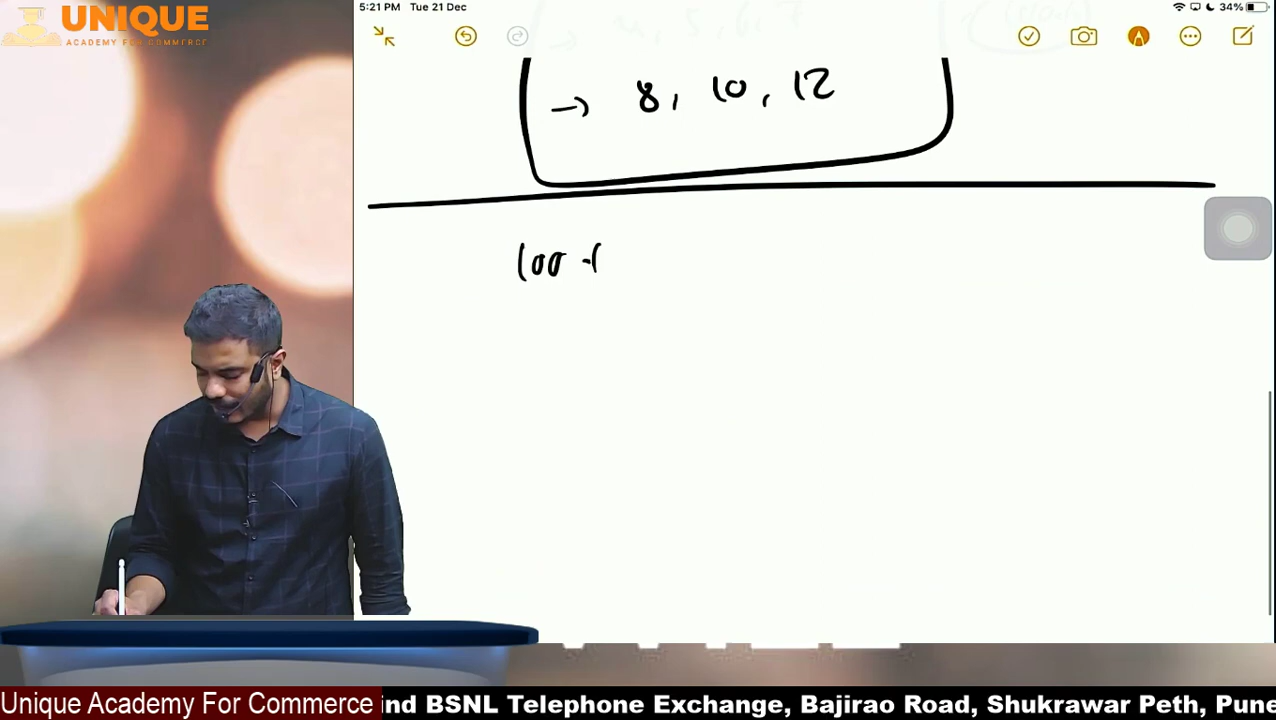 UNIQUE
ACADEMY FOR COMMERCE
5:21 PM Tue 21 Dec
34%
→ 8, 10, 12
100
Unique Academy For Commerce
ind BSNL Telephone Exchange, Bajirao Road, Shukrawar Peth, Pune